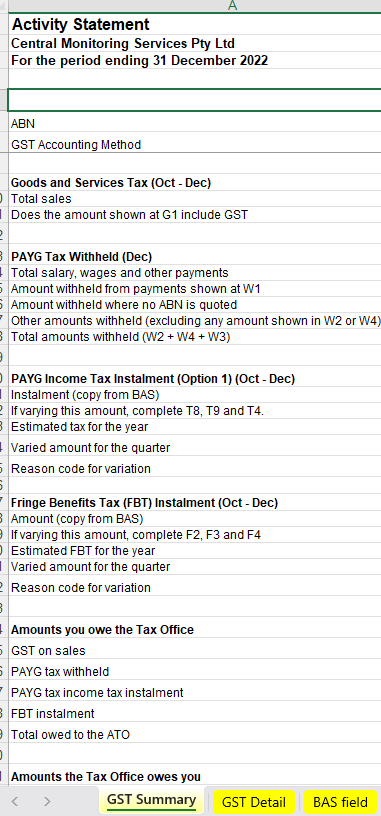 A
Activity Statement
Central Monitoring Services Pty Ltd
For the period ending 31 December 2022
ABN
GST Accounting Method
Goods and Services Tax (Oct - Dec)
Total sales
Does the amount shown at G1 include GST
PAYG Tax Withheld (Dec)
Total salary, wages and other payments
Amount withheld from payments shown at W1
Amount withheld where no ABN is quoted
Other amounts withheld (excluding any amount shown in W2 or W4)
Total amounts withheld (W2 + W4 + W3)
PAYG Income Tax Instalment (Option 1) (Oct - Dec)
Instalment (copy from BAS)
If varying this amount, complete T8, T9 and T4.
Estimated tax for the year
Varied amount for the quarter
Reason code for variation
Fringe Benefits Tax (FBT) Instalment (Oct - Dec)
Amount (copy from BAS)
If varying this amount, complete F2, F3 and F4
Estimated FBT for the year
Varied amount for the quarter
Reason code for variation
Amounts you owe the Tax Office
GST on sales
PAYG tax withheld
PAYG tax income tax instalment
FBT instalment
Total owed to the ATO
Amounts the Tax Office owes you
GST Summary GST Detail BAS field